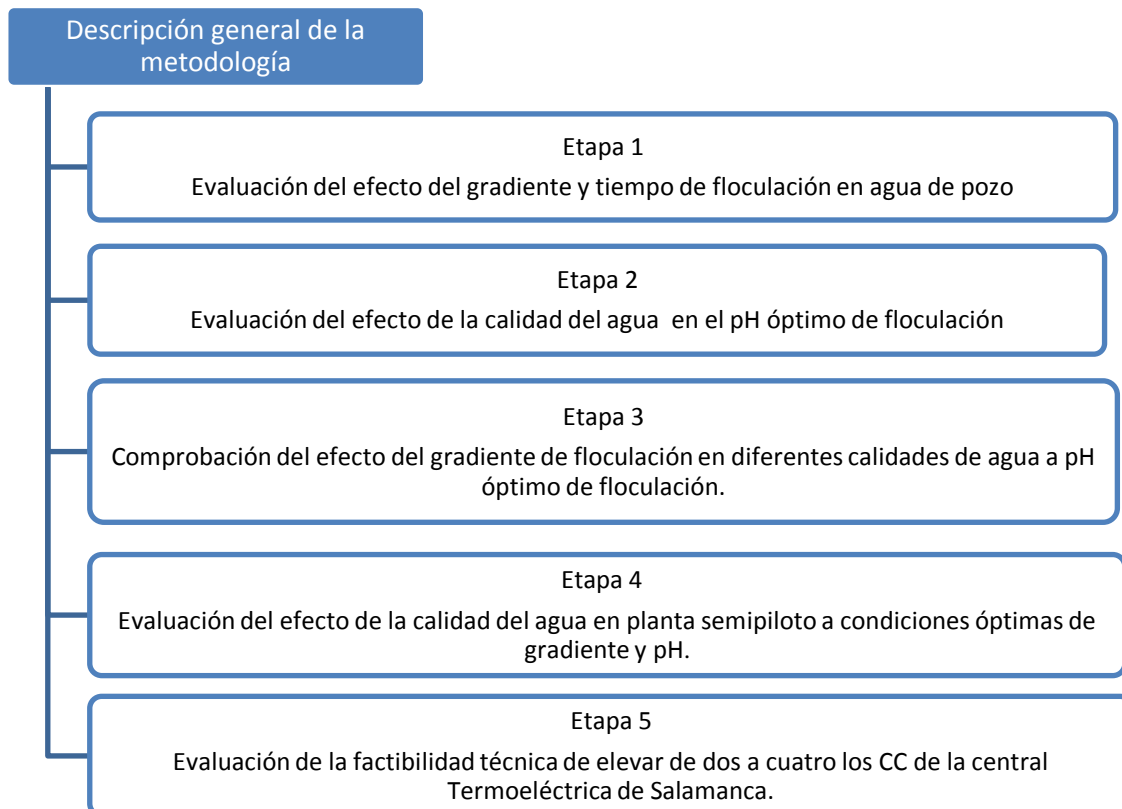 Descripción general de la
metodología
Etapa 1
Evaluación del efecto del gradiente y tiempo de floculación en agua de pozo
Etapa 2
Evaluación del efecto de la calidad del agua  en el pH óptimo de floculación
Etapa 3
Comprobación del efecto del gradiente de floculación en diferentes calidades de agua a pH
óptimo de floculación.
Etapa 4
Evaluación del efecto de la calidad del agua en planta semipiloto a condiciones óptimas de
gradiente y pH.
Etapa 5
Evaluación de la factibilidad técnica de elevar de dos a cuatro los CC de la central
Termoeléctrica de Salamanca.